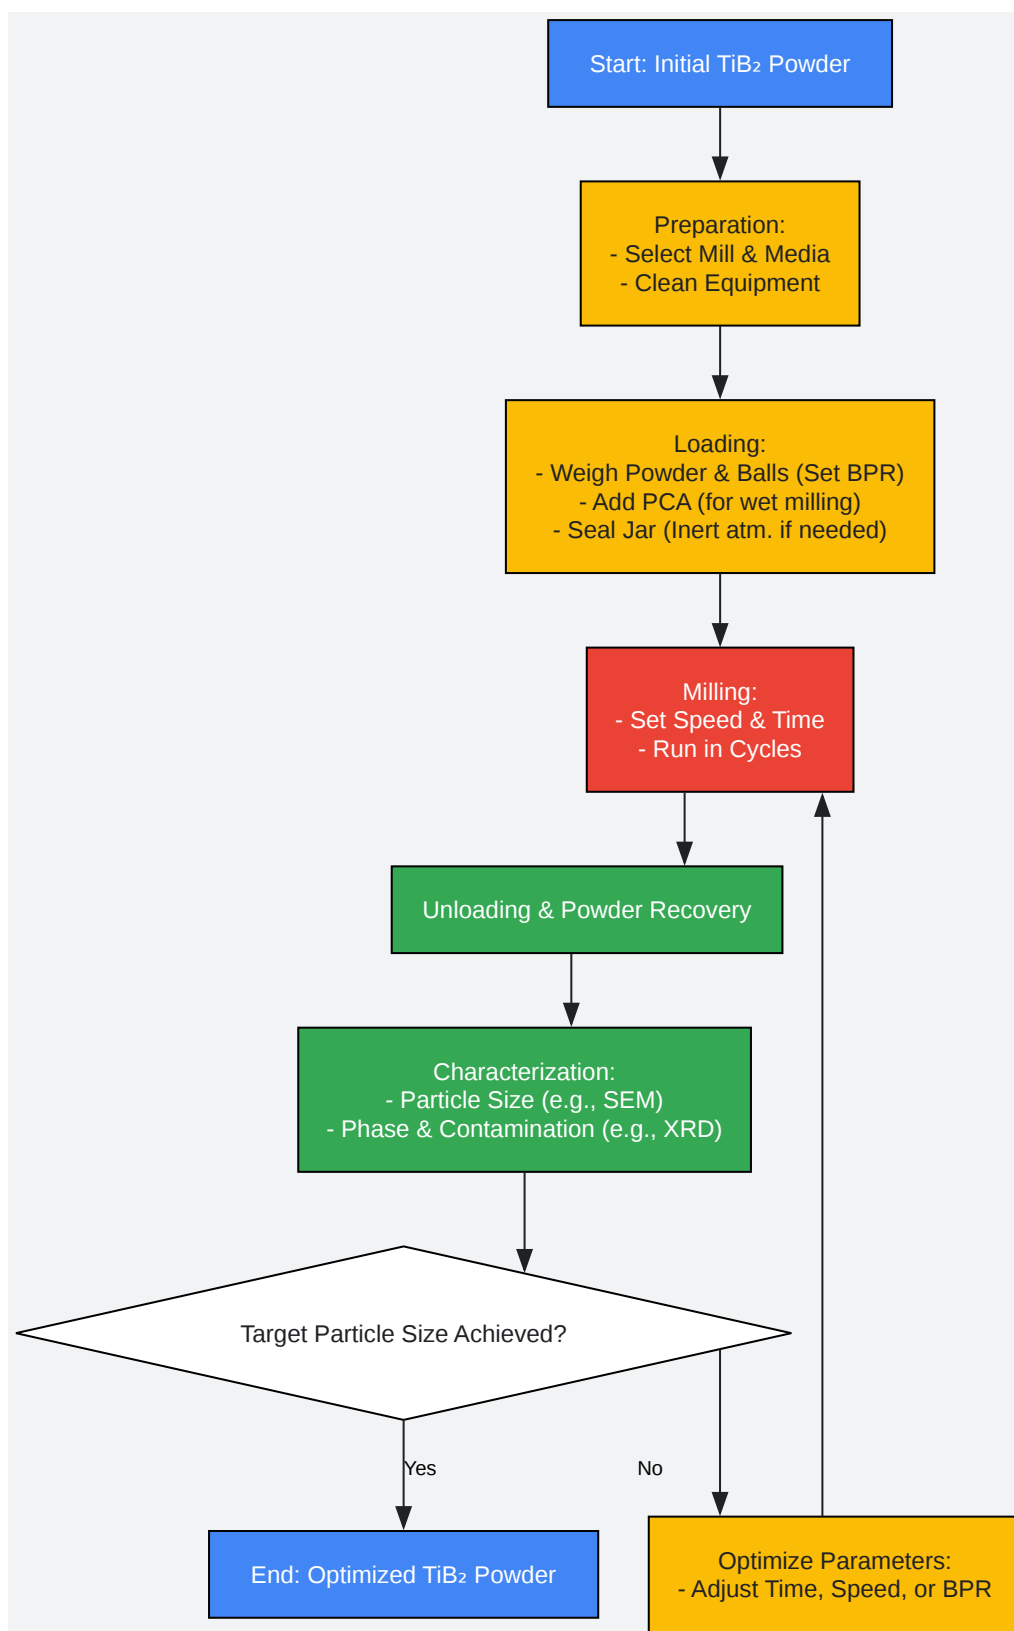 Start: Initial TiB₂ Powder
Preparation:
- Select Mill & Media
- Clean Equipment
Loading:
- Weigh Powder & Balls (Set BPR)
- Add PCA (for wet milling)
- Seal Jar (Inert atm. if needed)
Milling:
- Set Speed & Time
- Run in Cycles
Unloading & Powder Recovery
Characterization:
- Particle Size (e.g., SEM)
- Phase & Contamination (e.g., XRD)
Target Particle Size Achieved?
Yes
No
End: Optimized TiB₂ Powder
Optimize Parameters:
- Adjust Time, Speed, or BPR